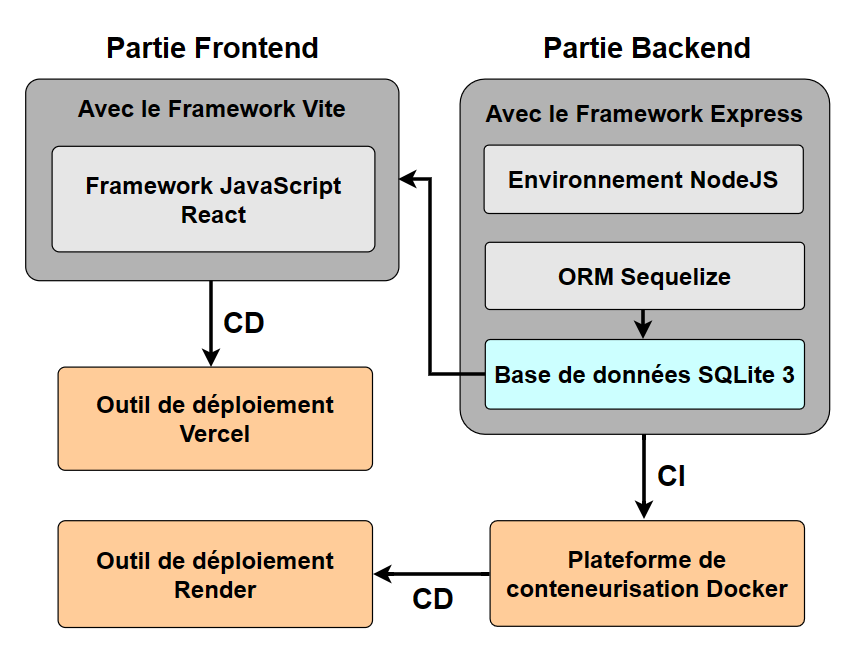 Partie Frontend
Avec le Framework Vite
Framework JavaScript
React
CD
Outil de déploiement
Vercel
Partie Backend
Avec le Framework Express
Environnement NodeJS
ORM Sequelize
Base de données SQLite 3
CI
Plateforme de
conteneurisation Docker
CD
Outil de déploiement
Render